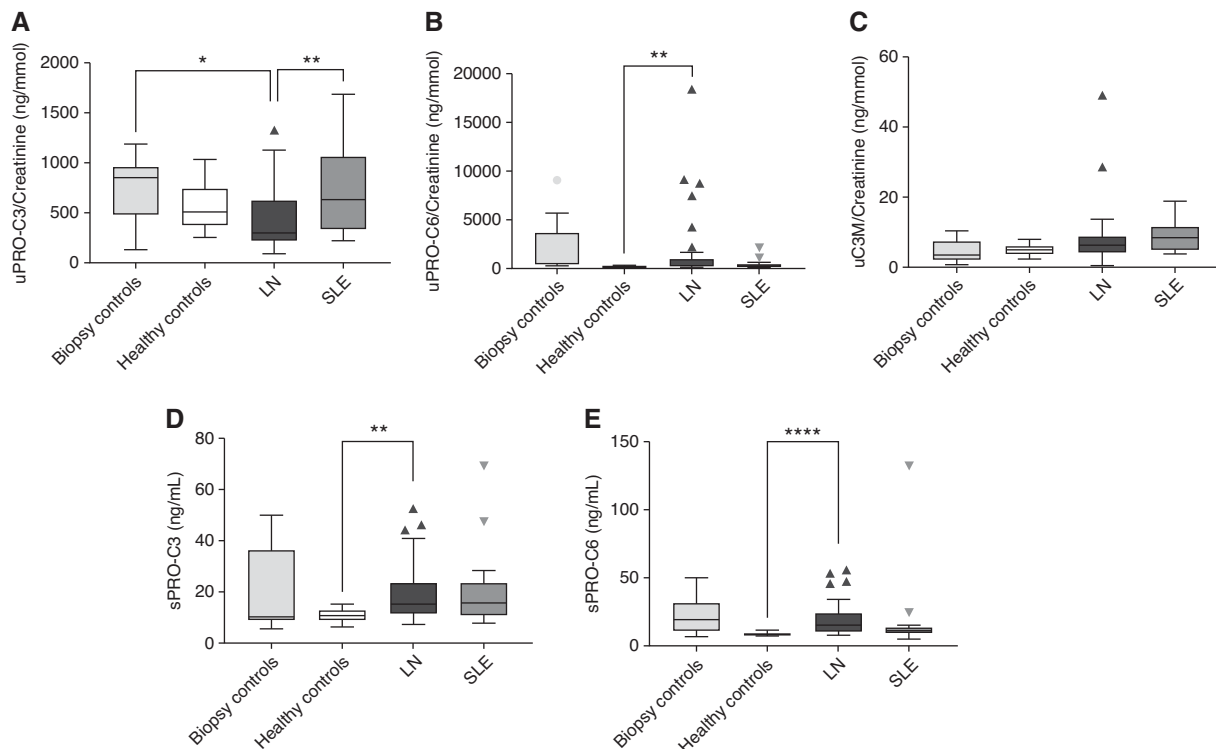 A
uPRO-C3/Creatinine (ng/mmol)
2000
1500
1000
500
0
*
**
Biopsy controls
Healthy controls
LN
SLE
B
uPRO-C6/Creatinine (ng/mmol)
20000
15000
10000
5000
0
**
Biopsy controls
Healthy controls
LN
SLE
C
uC3M/Creatinine (ng/mmol)
60
40
20
0
Biopsy controls
Healthy controls
LN
SLE
D
sPRO-C3 (ng/mL)
80
60
40
20
0
**
Biopsy controls
Healthy controls
LN
SLE
E
sPRO-C6 (ng/mL)
150
100
50
0
****
Biopsy controls
Healthy controls
LN
SLE